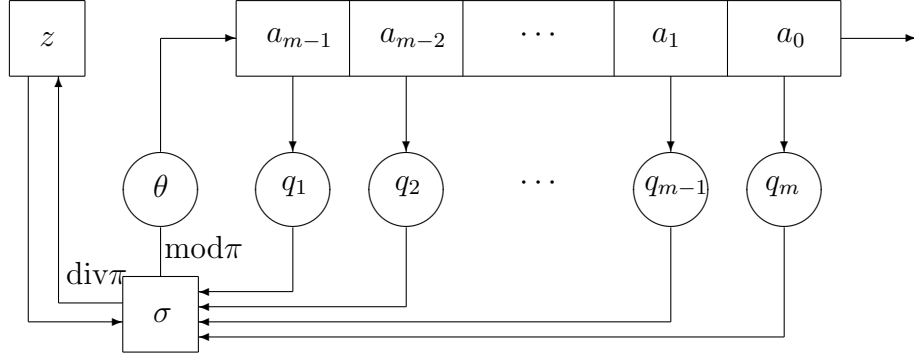 z a_{m−1} a_{m−2} ⋯ a_1 a_0
θ q_1 q_2 ⋯ q_{m−1} q_m
modπ
divπ
σ